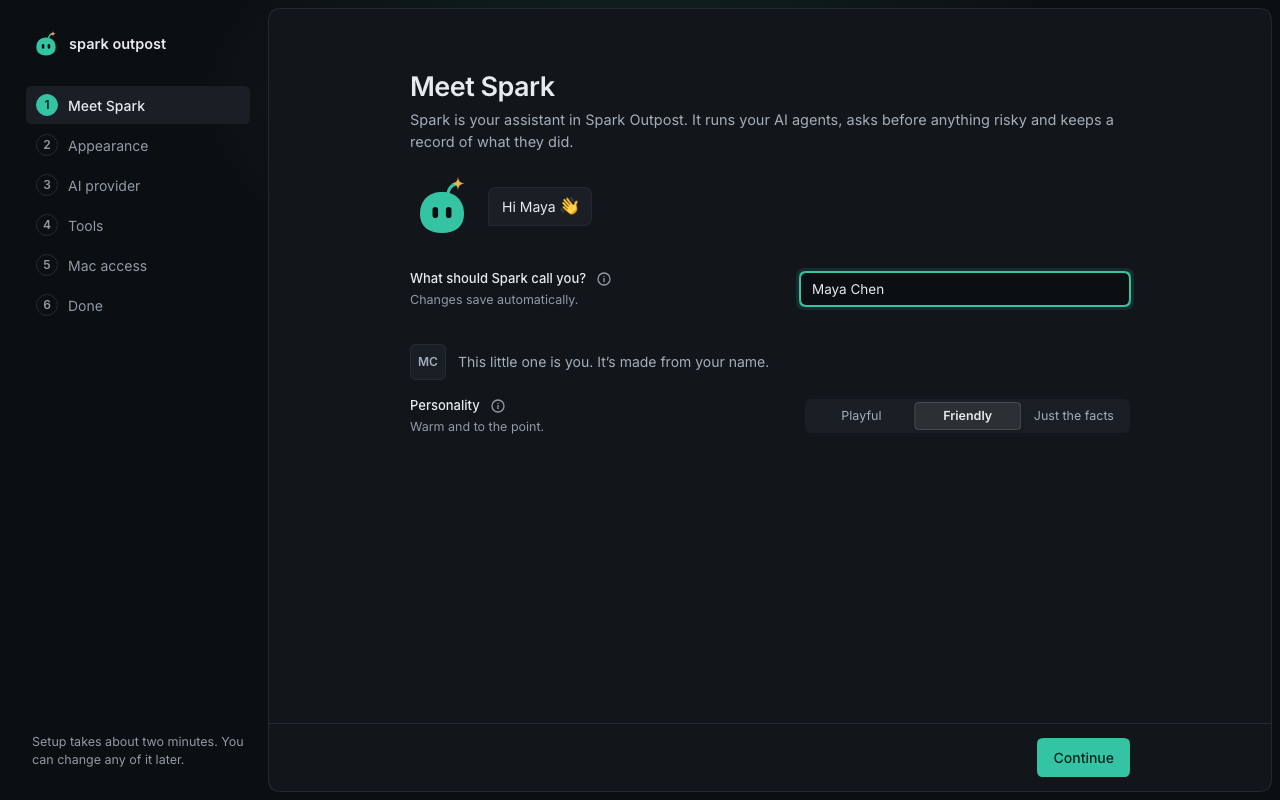 spark outpost
1 Meet Spark
2 Appearance
3 AI provider
4 Tools
5 Mac access
6 Done
Setup takes about two minutes. You
can change any of it later.
Meet Spark
Spark is your assistant in Spark Outpost. It runs your AI agents, asks before anything risky and keeps a
record of what they did.
Hi Maya 👋
What should Spark call you?
Changes save automatically.
Maya Chen
MC This little one is you. It’s made from your name.
Personality
Warm and to the point.
Playful Friendly Just the facts
Continue